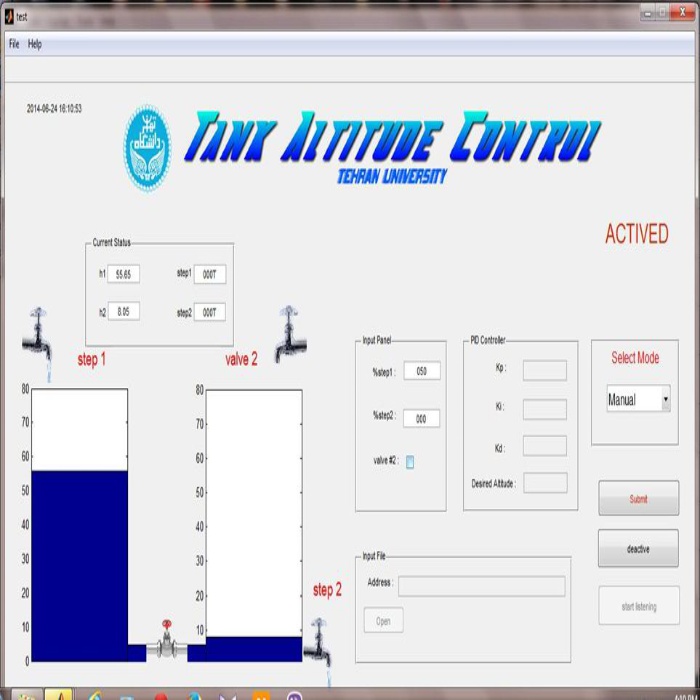 test
File Help
2014-06-24 16:10:53
TANK ALTITUDE CONTROL
TEHRAN UNIVERSITY
ACTIVED
Current Status
h1 55.65 step1 000T
h2 8.05 step2 000T
step 1
valve 2
80
70
60
50
40
30
20
10
0
80
70
60
50
40
30
20
10
step 2
Input Panel
%step1 : 050
%step2 : 000
valve #2 :
PID Controller
Kp :
Ki :
Kd :
Desired Altitude :
Select Mode
Manual
Submit
deactive
start listening
Input File
Address :
Open